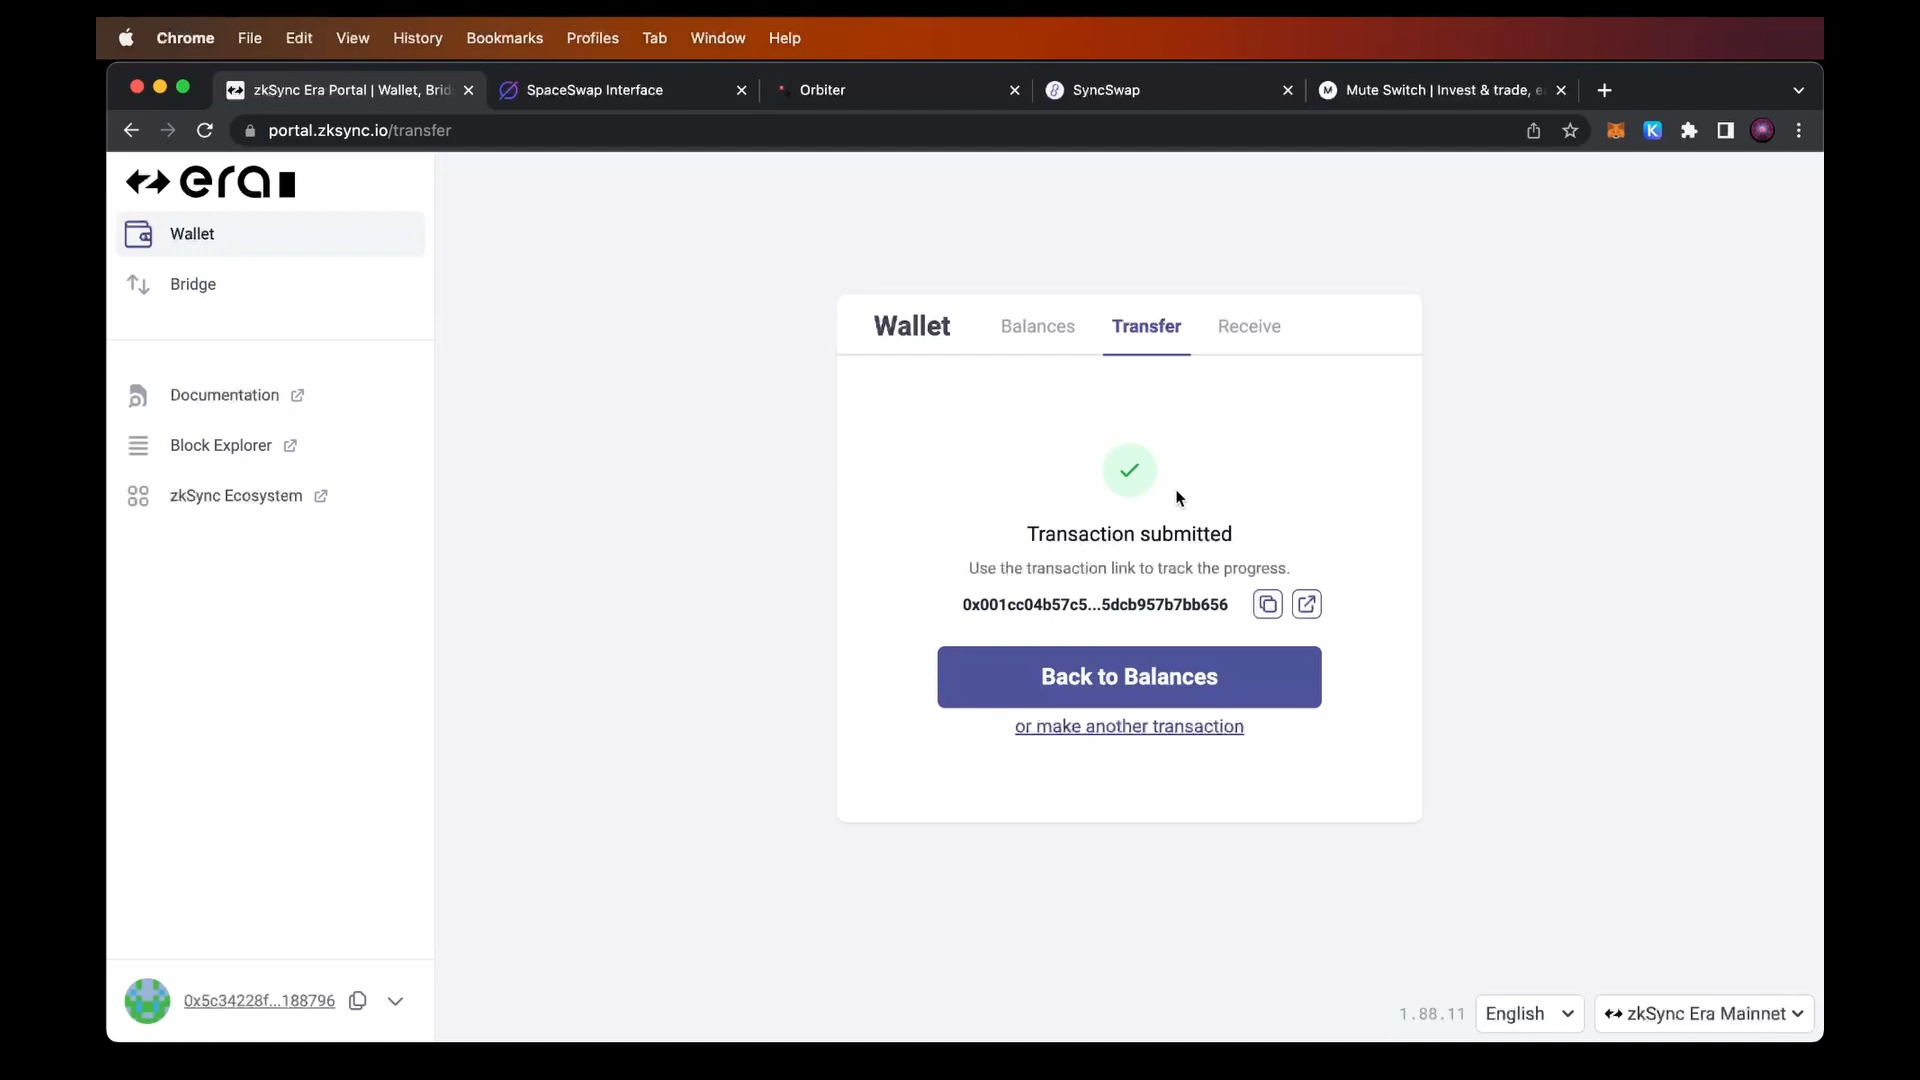 Chrome File Edit View History Bookmarks Profiles Tab Window Help
zkSync Era Portal | Wallet, Brid SpaceSwap Interface Orbiter SyncSwap Mute Switch | Invest & trade, e
portal.zksync.io/transfer
era
Wallet
Bridge
Documentation
Block Explorer
zkSync Ecosystem
Wallet Balances Transfer Receive
Transaction submitted
Use the transaction link to track the progress.
0x001cc04b57c5...5dcb957b7bb656
Back to Balances
or make another transaction
0x5c34228f...188796
1.88.11 English zkSync Era Mainnet